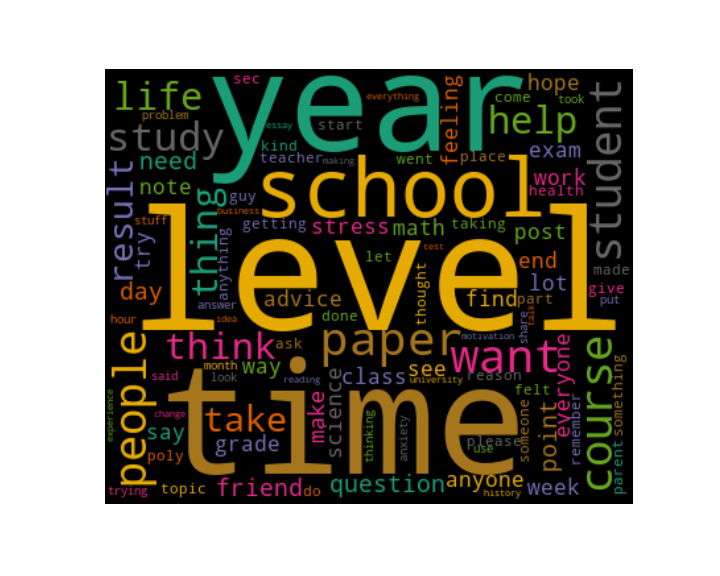 sec
year
hope
life
everything
come
took
problem
essay
start
feeling
help
student
study
kind
exam
teacher
making
went
place
need
result
note
school
work
health
thing
guy
business
getting
stress
math
taking
post
try
stuff
anything
level
let
test
end
day
advice
thought
find
part
lot
made
give
put
answer
hour
idea
done
share
talk
people
think
ask
paper
motivation
want
everyone
way
month
see
reason
course
something
said
look
reading
class
university
felt
time
science
experience
change
take
make
thinking
anxiety
someone
point
remember
say
grade
please
use
poly
parent
trying
topic
friend
do
question
anyone
history
week